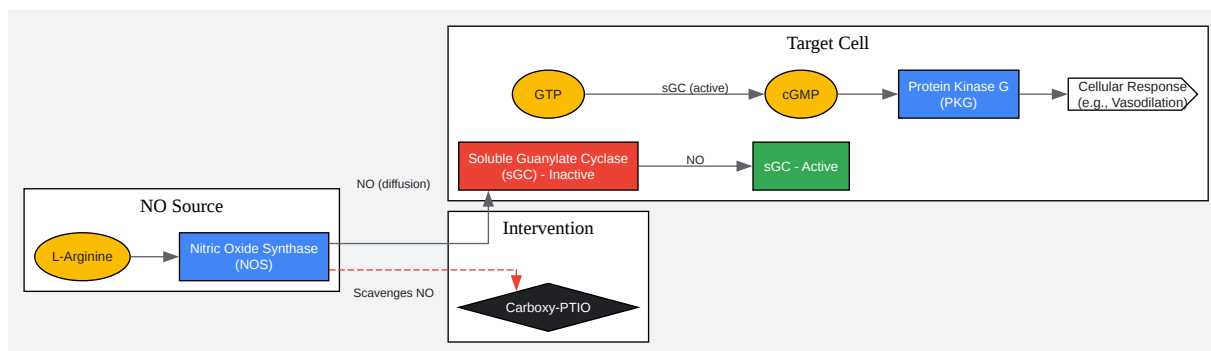 Target Cell
GTP
sGC (active)
cGMP
Protein Kinase G
(PKG)
Cellular Response
(e.g., Vasodilation)
Soluble Guanylate Cyclase
(sGC) - Inactive
NO
sGC - Active
NO (diffusion)
NO Source
L-Arginine
Nitric Oxide Synthase
(NOS)
Intervention
Scavenges NO
Carboxy-PTIO